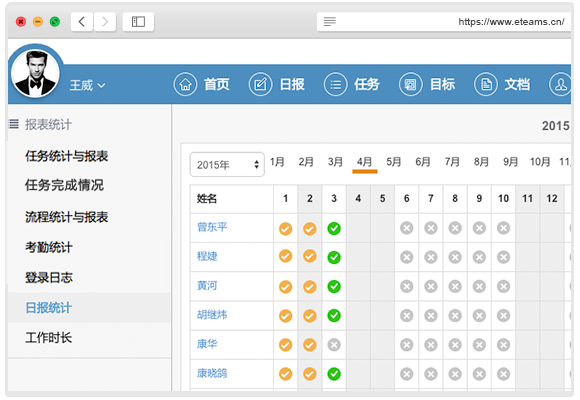 https://www.eteams.cn/
王威
首页 日报 任务 目标 文档
报表统计
2015
任务统计与报表
2015年 1月 2月 3月 4月 5月 6月 7月 8月 9月 10月 11
任务完成情况
姓名 1 2 3 4 5 6 7 8 9 10 11 12
流程统计与报表
曾东平
考勤统计
程婕
登录日志
黄河
日报统计
胡继炜
工作时长
康华
康晓鸽